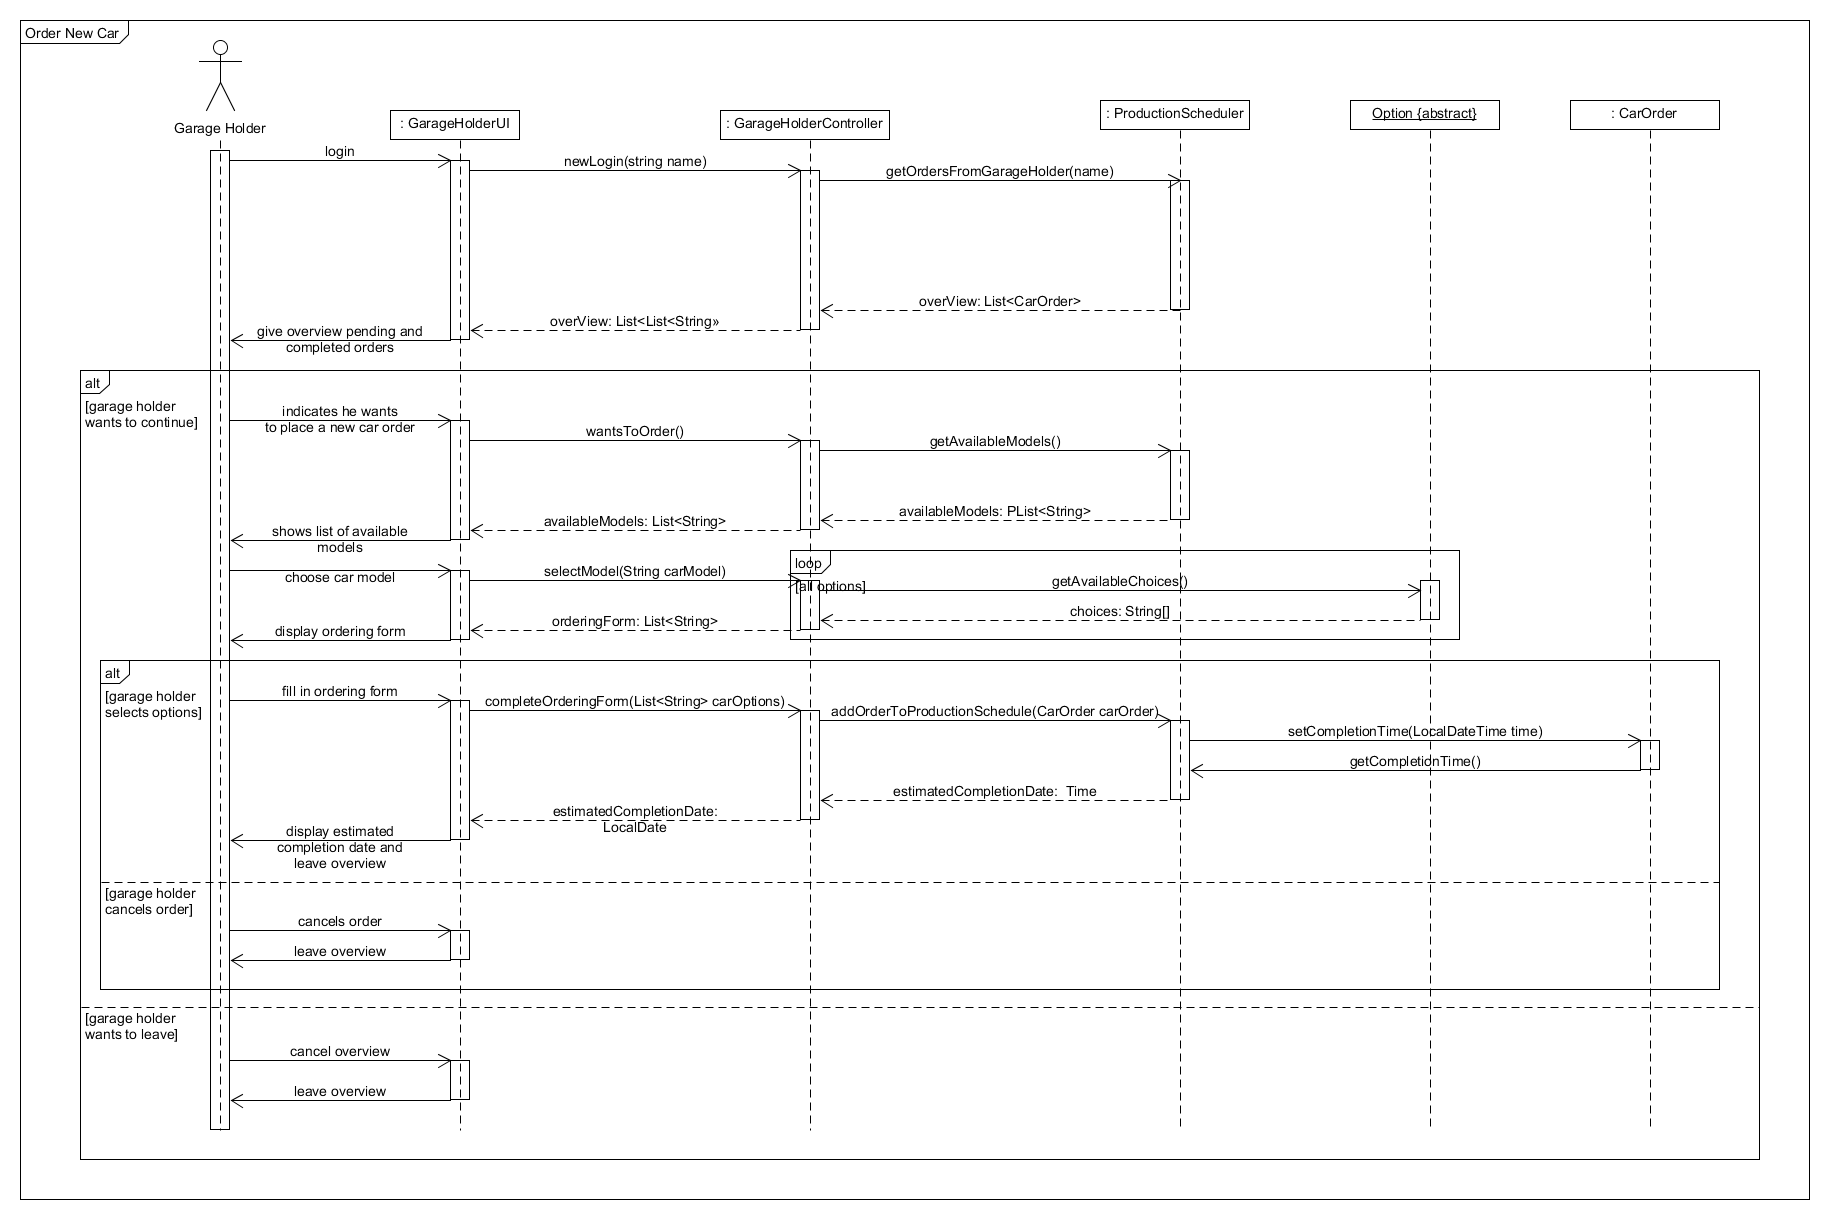 Order New Car
Garage Holder
: GarageHolderUI
: GarageHolderController
: ProductionScheduler
Option {abstract}
: CarOrder
login
newLogin(string name)
getOrdersFromGarageHolder(name)
overView: List<CarOrder>
overView: List<List<String»
give overview pending and
completed orders
alt
[garage holder
wants to continue]
indicates he wants
to place a new car order
wantsToOrder()
getAvailableModels()
availableModels: PList<String>
availableModels: List<String>
shows list of available
models
loop
[all options]
choose car model
selectModel(String carModel)
getAvailableChoices()
choices: String[]
orderingForm: List<String>
display ordering form
alt
[garage holder
selects options]
fill in ordering form
completeOrderingForm(List<String> carOptions)
addOrderToProductionSchedule(CarOrder carOrder)
setCompletionTime(LocalDateTime time)
getCompletionTime()
estimatedCompletionDate:  Time
estimatedCompletionDate:
LocalDate
display estimated
completion date and
leave overview
[garage holder
cancels order]
cancels order
leave overview
[garage holder
wants to leave]
cancel overview
leave overview